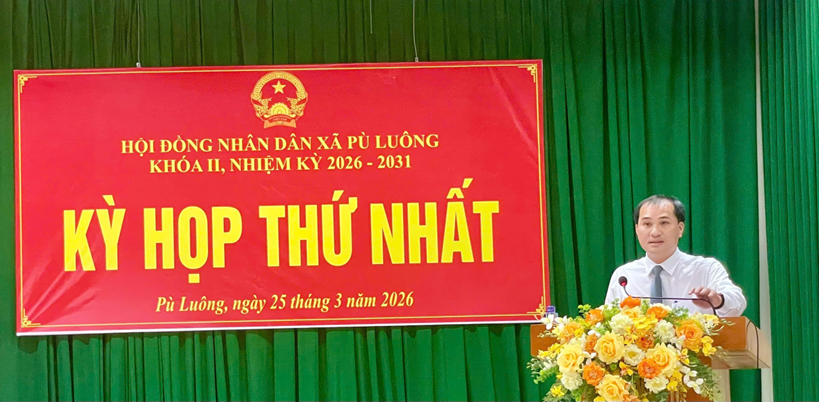 HỘI ĐỒNG NHÂN DÂN XÃ PÙ LUÔNG
KHÓA II, NHIỆM KỲ 2026 - 2031
KỲ HỌP THỨ NHẤT
Pù Luông, ngày 25 tháng 3 năm 2026